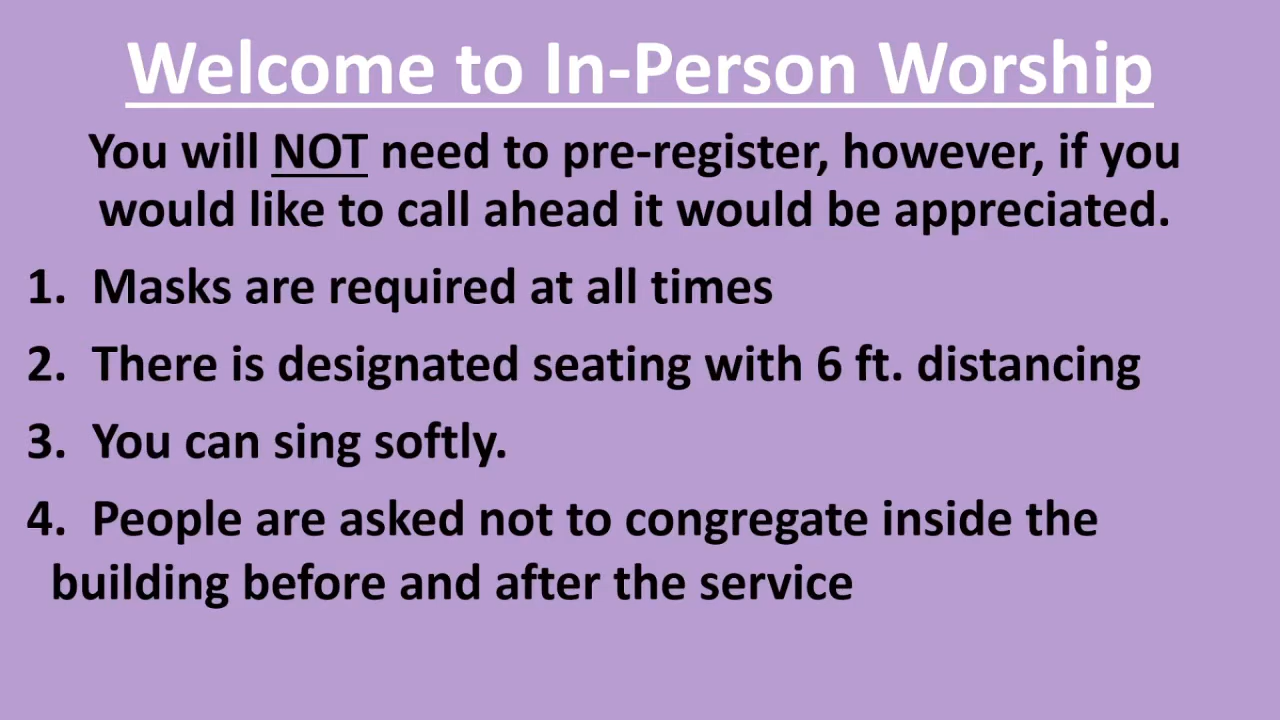 Welcome to In-Person Worship
You will NOT need to pre-register, however, if you
would like to call ahead it would be appreciated.
1. Masks are required at all times
2. There is designated seating with 6 ft. distancing
3. You can sing softly.
4. People are asked not to congregate inside the
building before and after the service